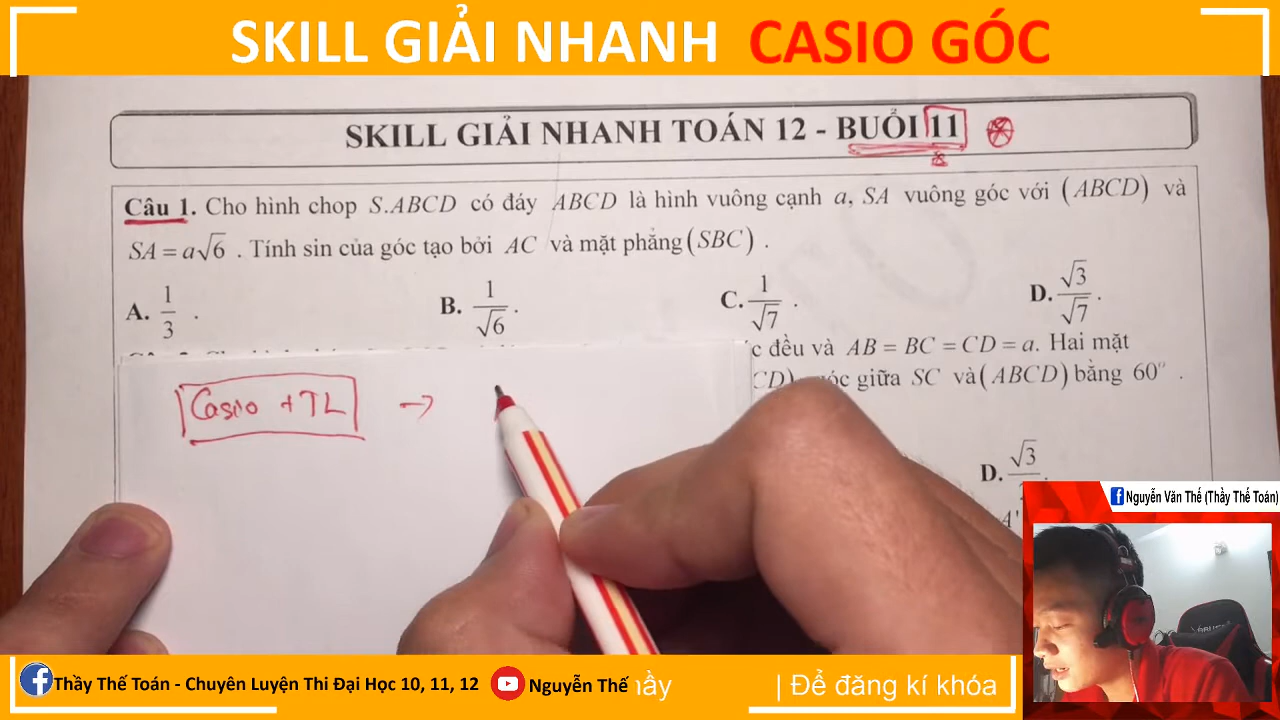 SKILL GIẢI NHANH CASIO GÓC
SKILL GIẢI NHANH TOÁN 12 - BUỔI 11
Câu 1. Cho hình chop S.ABCD có đáy ABCD là hình vuông cạnh a, SA vuông góc với (ABCD) và
SA = a√6 . Tính sin của góc tạo bởi AC và mặt phẳng (SBC) .
A. 1/3 .
B. 1/√6 .
C. 1/√7 .
D. √3/√7 .
đều và AB = BC = CD = a. Hai mặt
giữa SC và (ABCD) bằng 60° .
Casio + TL →
D. √3
A'
Nguyễn Văn Thế (Thầy Thế Toán)
Thầy Thế Toán - Chuyên Luyện Thi Đại Học 10, 11, 12
Nguyễn Thế
| Để đăng kí khóa